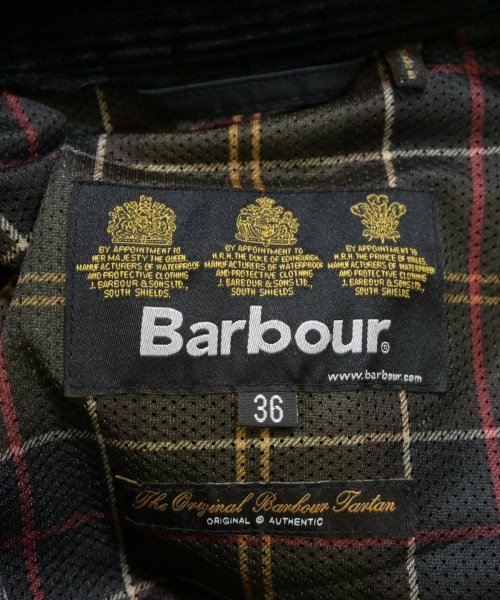 BY APPOINTMENT TO
HER MAJESTY THE QUEEN
MANUFACTURERS OF WATERPROOF
AND PROTECTIVE CLOTHING
J. BARBOUR & SONS LTD.,
SOUTH SHIELDS.
BY APPOINTMENT TO
H.R.H. THE DUKE OF EDINBURGH
MANUFACTURERS OF WATERPROOF
AND PROTECTIVE CLOTHING
J. BARBOUR & SONS LTD.,
SOUTH SHIELDS.
BY APPOINTMENT TO
H.R.H. THE PRINCE OF WALES
MANUFACTURERS OF WATERPROOF
AND PROTECTIVE CLOTHING
J. BARBOUR & SONS LTD.,
SOUTH SHIELDS.
Barbour®
www.barbour.com
36
The Original Barbour Tartan
ORIGINAL & AUTHENTIC